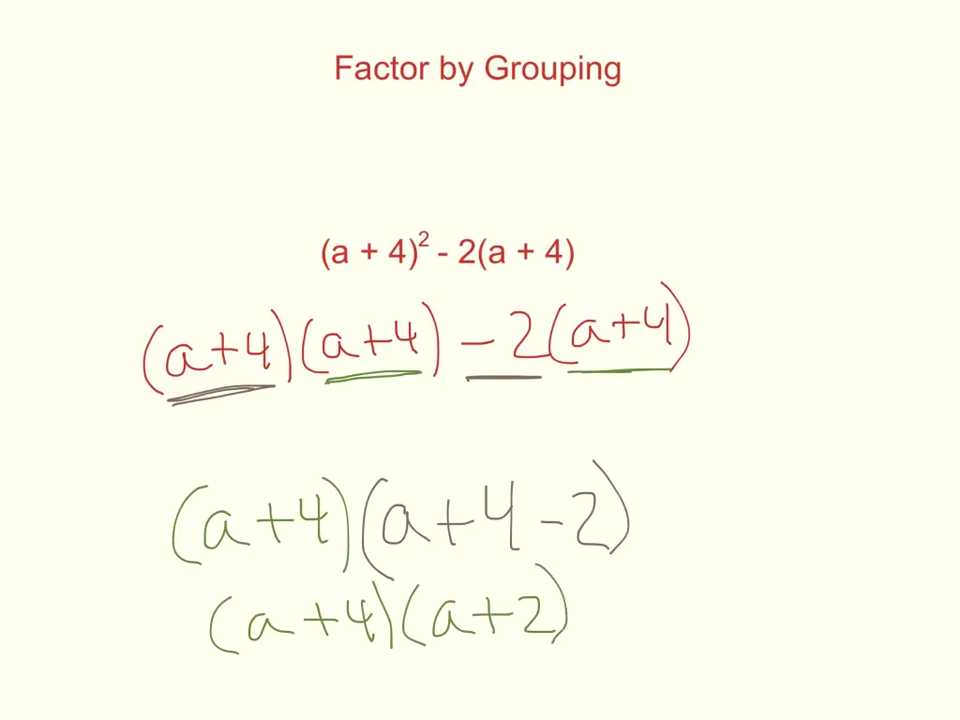 Factor by Grouping
(a + 4)² - 2(a + 4)
(a+4)(a+4) - 2(a+4)
(a+4)(a+4-2)
(a+4)(a+2)